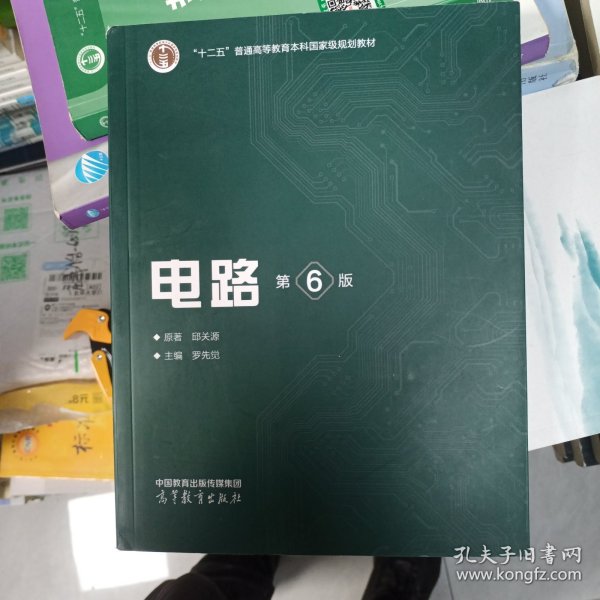 “十二五”普通高等教育本科国家级规划教材
电路 第6版
◆ 原著 邱关源
◆ 主编 罗先觉
中国教育出版传媒集团
高等教育出版社
孔夫子旧书网
www.kongfz.com